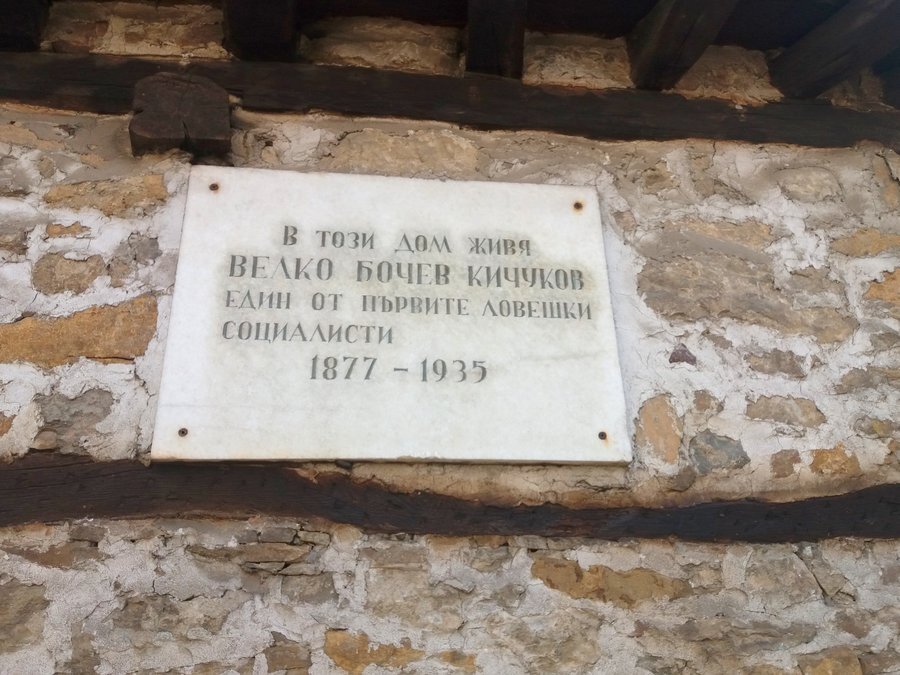 В ТОЗИ ДОМ ЖИВЯ
ВЕЛКО БОЧЕВ КИЧУКОВ
ЕДИН ОТ ПЪРВИТЕ ЛОВЕШКИ
СОЦИАЛИСТИ
1877 - 1935